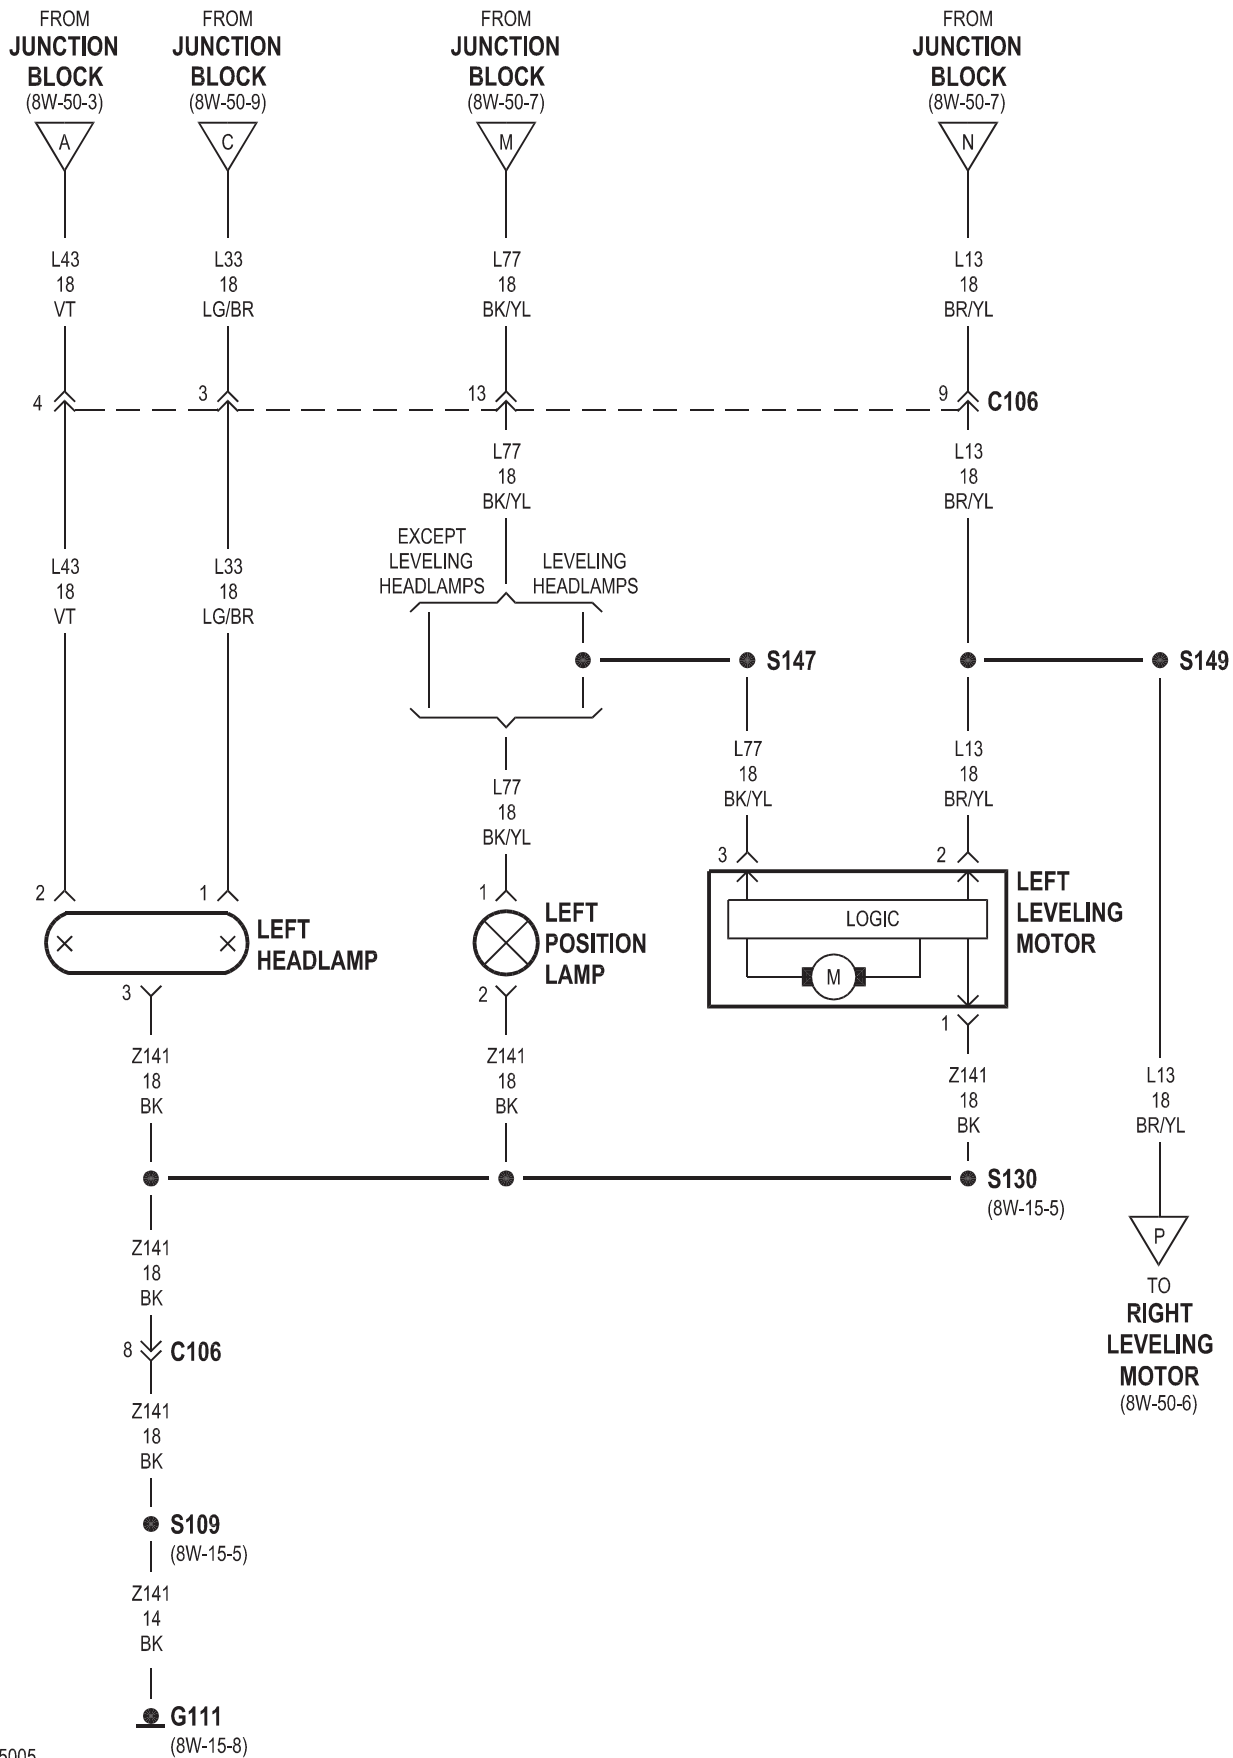 FROM
JUNCTION
BLOCK
(8W-50-3)
A
FROM
JUNCTION
BLOCK
(8W-50-9)
C
FROM
JUNCTION
BLOCK
(8W-50-7)
M
FROM
JUNCTION
BLOCK
(8W-50-7)
N
L43
18
VT
L33
18
LG/BR
L77
18
BK/YL
L13
18
BR/YL
4
3
13
9
C106
L77
18
BK/YL
L13
18
BR/YL
EXCEPT
LEVELING
HEADLAMPS
LEVELING
HEADLAMPS
L43
18
VT
L33
18
LG/BR
S147
S149
L77
18
BK/YL
L77
18
BK/YL
L13
18
BR/YL
2
1
LEFT
HEADLAMP
3
1
LEFT
POSITION
LAMP
2
3
2
LEFT
LEVELING
MOTOR
LOGIC
M
1
Z141
18
BK
Z141
18
BK
Z141
18
BK
L13
18
BR/YL
S130
(8W-15-5)
P
TO
RIGHT
LEVELING
MOTOR
(8W-50-6)
Z141
18
BK
8
C106
Z141
18
BK
S109
(8W-15-5)
Z141
14
BK
G111
(8W-15-8)